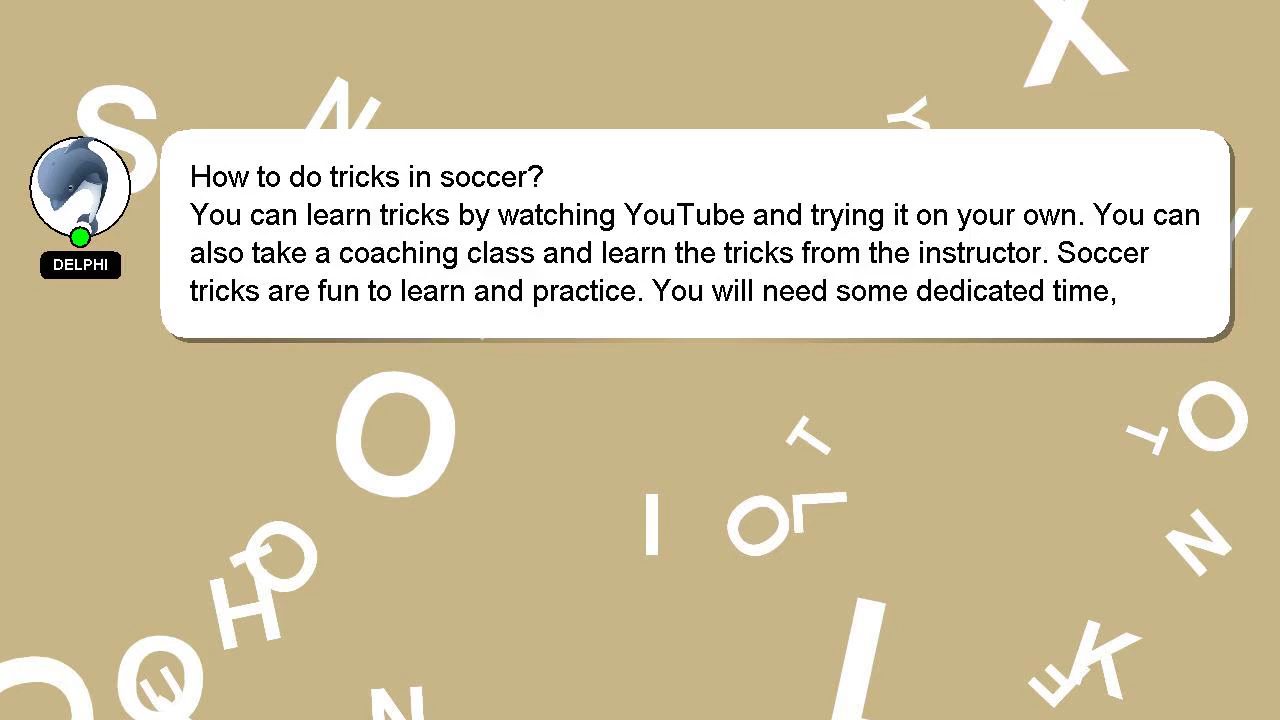 How to do tricks in soccer?
You can learn tricks by watching YouTube and trying it on your own. You can
also take a coaching class and learn the tricks from the instructor. Soccer
tricks are fun to learn and practice. You will need some dedicated time,
DELPHI
X
S
N
Y
Y
O
T
O
T
I
O
L
N
O
T
H
I
K
E
O
U
N